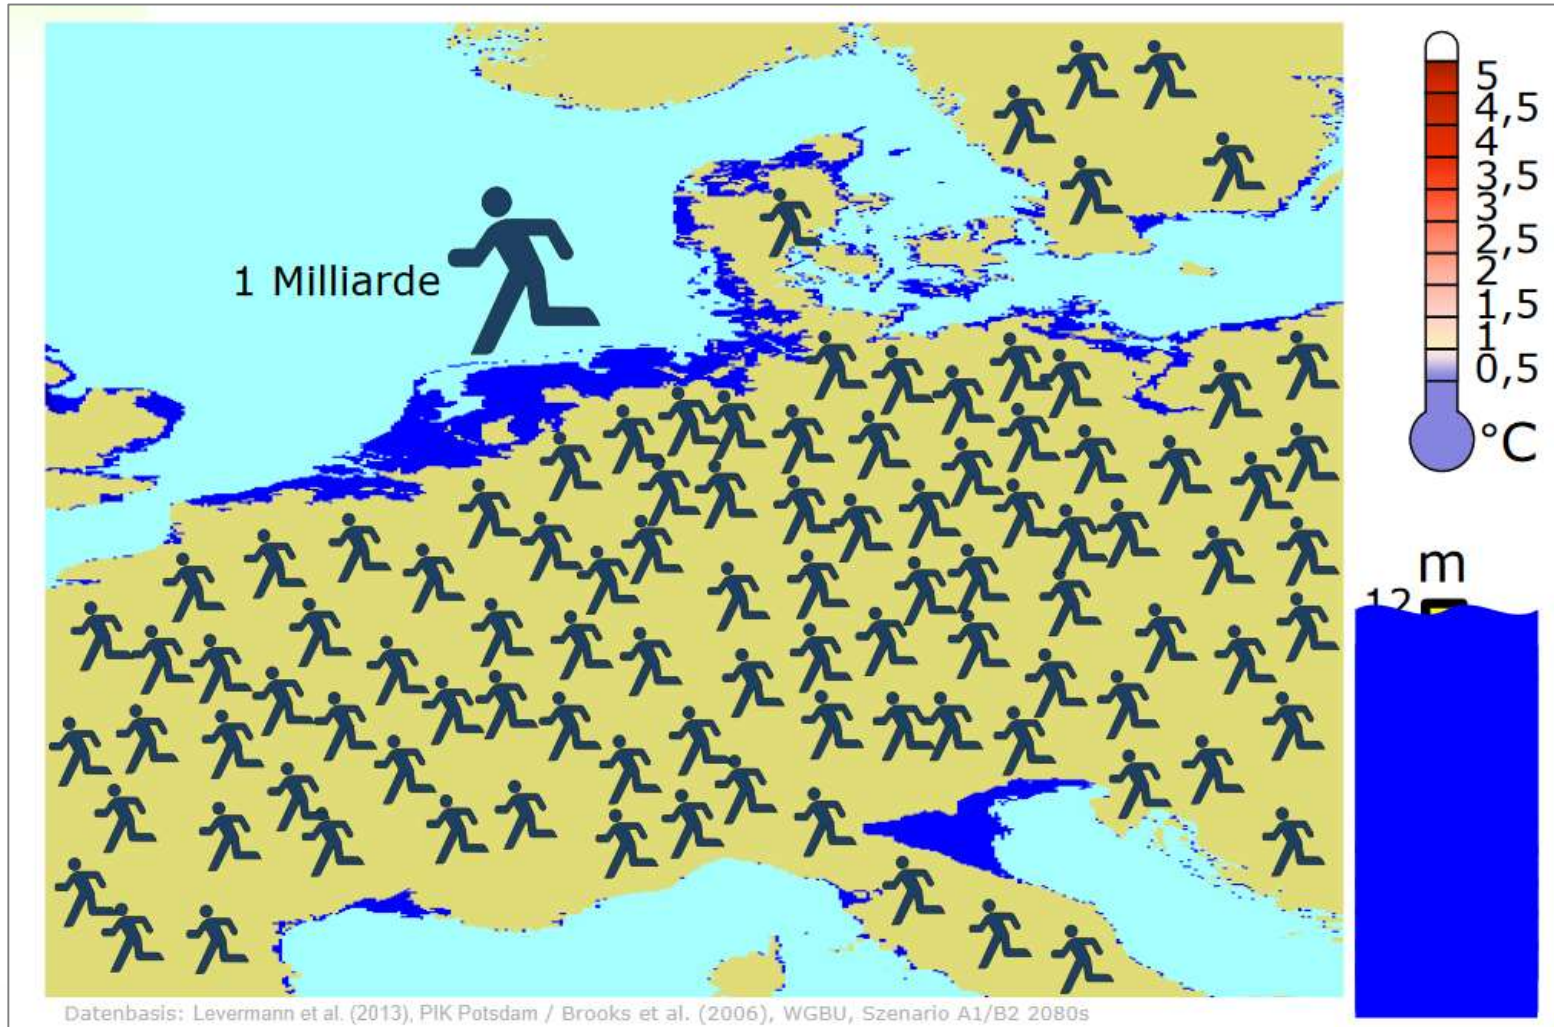 1 Milliarde
5
4,5
4
3,5
3
2,5
2
1,5
1
0,5
°C
m
12
Datenbasis: Levermann et al. (2013), PIK Potsdam / Brooks et al. (2006), WGBU, Szenario A1/B2 2080s